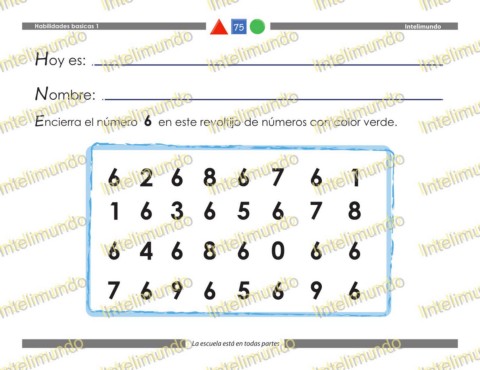 Habilidades basicas 1
75
Intelimundo
Hoy es:
Nombre:
Encierra el número 6 en este revoltijo de números con color verde.
6 2 6 8 6 7 6 1
1 6 3 6 5 6 7 8
6 4 6 8 6 0 6 6
7 6 9 6 5 6 9 6
La escuela está en todas partes
Intelimundo